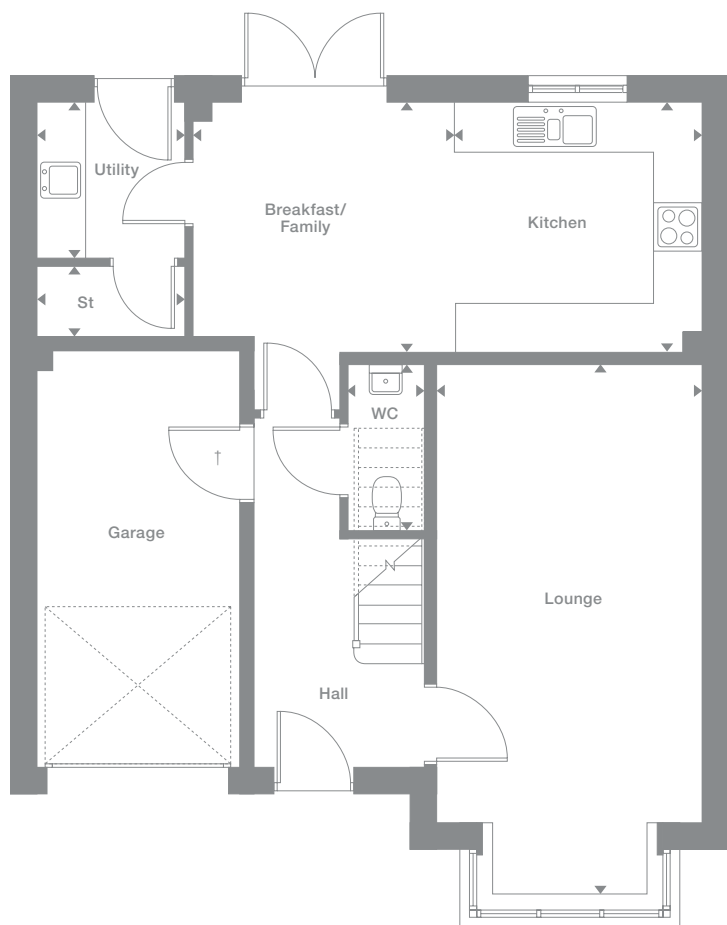 Utility
Breakfast/
Family
Kitchen
St
WC
†
Garage
Lounge
Hall